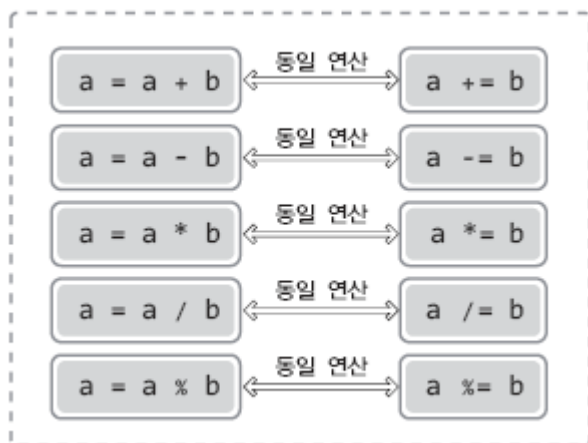 a = a + b 동일 연산 a += b
a = a - b 동일 연산 a -= b
a = a * b 동일 연산 a *= b
a = a / b 동일 연산 a /= b
a = a % b 동일 연산 a %= b